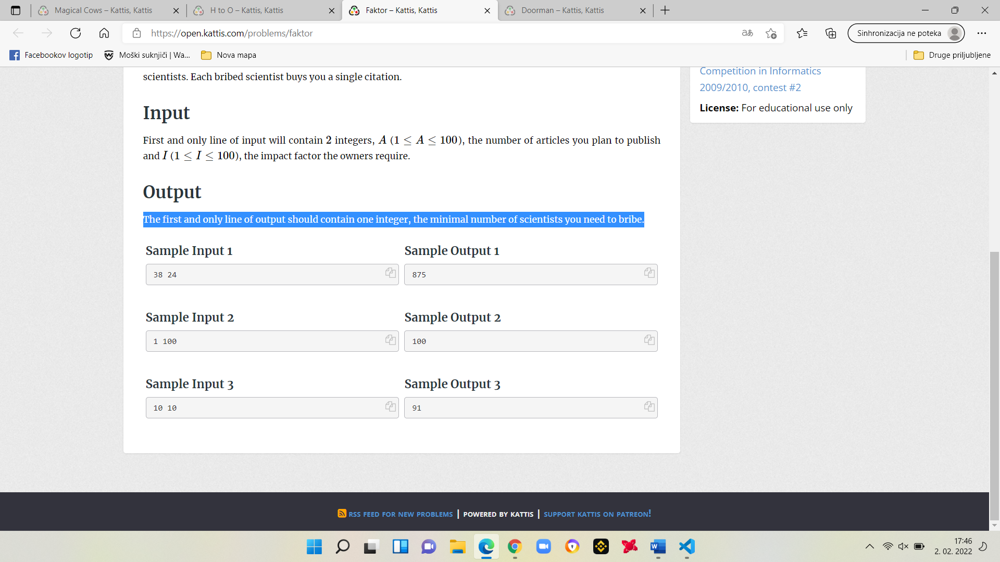 Magical Cows – Kattis, Kattis
H to O – Kattis, Kattis
Faktor – Kattis, Kattis
Doorman – Kattis, Kattis
https://open.kattis.com/problems/faktor
aあ
Sinhronizacija ne poteka
Facebookov logotip
Moški suknjiči | Wa...
Nova mapa
Druge priljubljene
scientists. Each bribed scientist buys you a single citation.
Input
First and only line of input will contain 2 integers, A (1 ≤ A ≤ 100), the number of articles you plan to publish
and I (1 ≤ I ≤ 100), the impact factor the owners require.
Output
The first and only line of output should contain one integer, the minimal number of scientists you need to bribe.
Sample Input 1
Sample Output 1
38 24
875
Sample Input 2
Sample Output 2
1 100
100
Sample Input 3
Sample Output 3
10 10
91
Competition in Informatics
2009/2010, contest #2
License: For educational use only
RSS FEED FOR NEW PROBLEMS | POWERED BY KATTIS | SUPPORT KATTIS ON PATREON!
17:46
2. 02. 2022